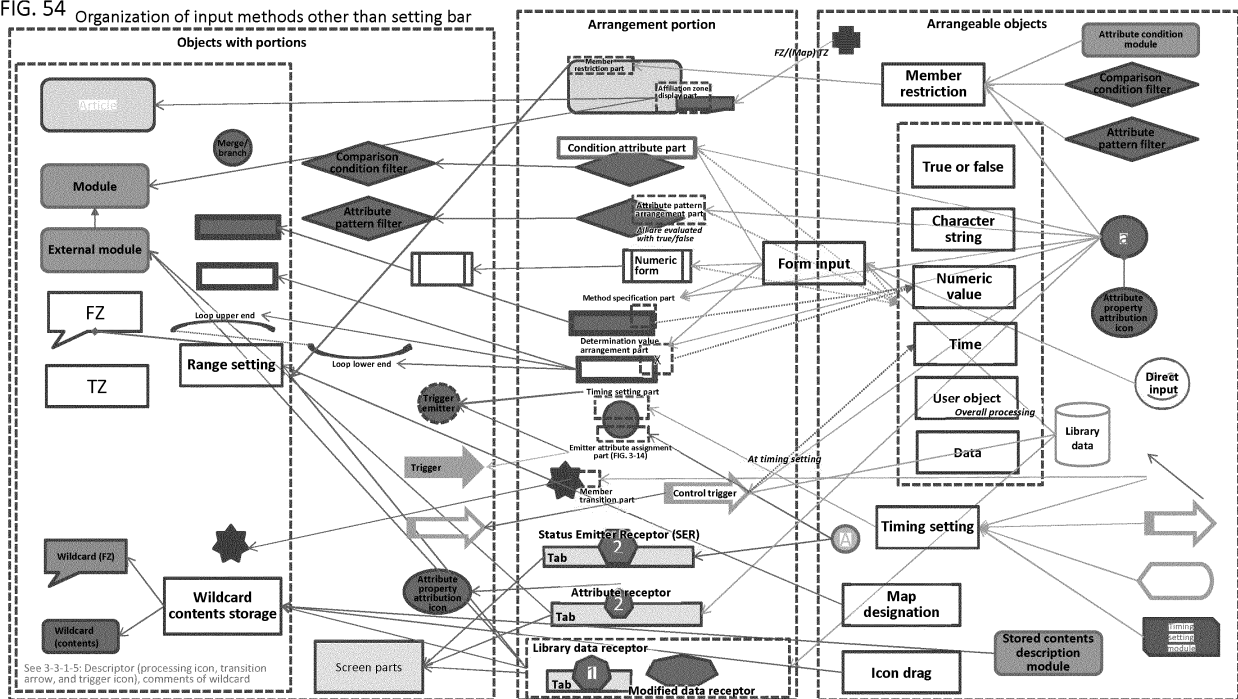 FIG. 54
Organization of input methods other than setting bar
Objects with portions
Article
Merge/
branch
Module
External module
FZ
TZ
Loop upper end
Range setting
Loop lower end
Comparison
condition filter
Attribute
pattern filter
Trigger
emitter
Trigger
Wildcard (FZ)
Wildcard
contents storage
Wildcard
(contents)
Attribute
property
attribution
icon
Screen parts
See 3-3-1-5: Descriptor (processing icon, transition
arrow, and trigger icon), comments of wildcard
Arrangement portion
Member
restriction part
Affiliation zone
display part
FZ/(Map) TZ
Condition attribute part
Attribute pattern
arrangement part
All are evaluated
with true/false
Numeric
form
Form input
Method specification part
Determination value
arrangement part
X
Timing setting part
Emitter attribute assignment
part (FIG. 3-14)
At timing setting
Member
transition part
Control trigger
Status Emitter Receptor (SER)
2
Tab
Attribute receptor
2
Tab
Library data receptor
i1
Tab
Modified data receptor
Arrangeable objects
Member
restriction
Attribute condition
module
Comparison
condition filter
Attribute
pattern filter
True or false
Character
string
Numeric
value
Time
User object
Overall processing
Data
a
Attribute
property
attribution
icon
Direct
input
Library
data
A
Timing setting
Map
designation
Icon drag
Stored contents
description
module
Timing
setting
module